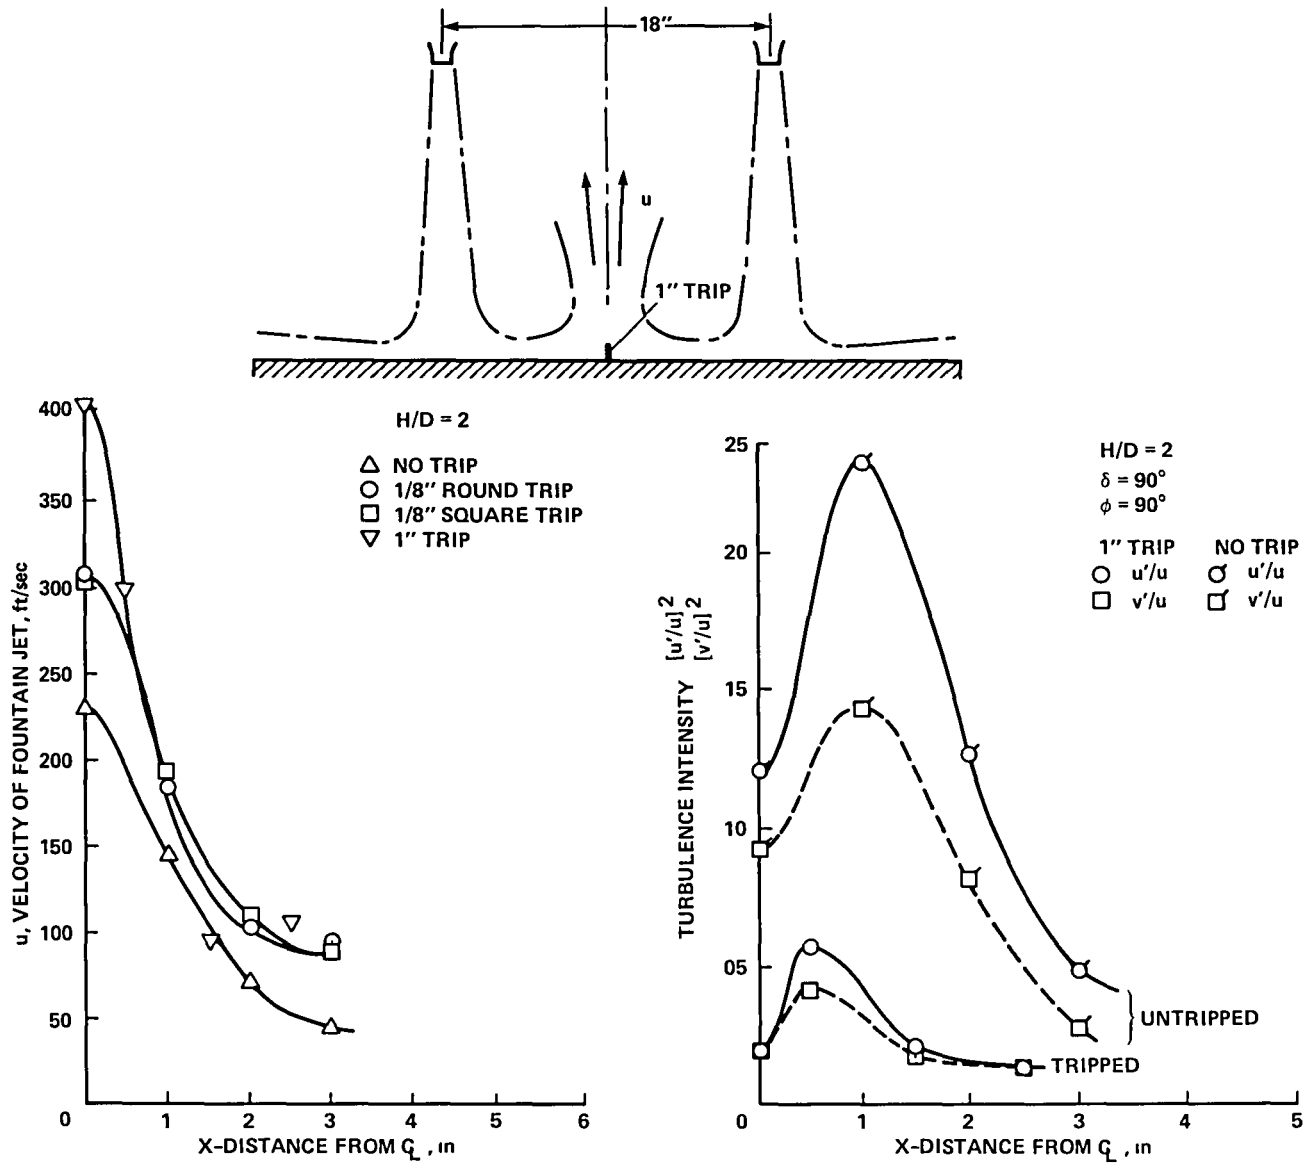 18"
u
1" TRIP
H/D = 2
△ NO TRIP
○ 1/8" ROUND TRIP
□ 1/8" SQUARE TRIP
▽ 1" TRIP
u, VELOCITY OF FOUNTAIN JET, ft/sec
400
350
300
250
200
150
100
50
0
1
2
3
4
5
6
X-DISTANCE FROM ℄, in
H/D = 2
δ = 90°
ϕ = 90°
1" TRIP NO TRIP
u'/u u'/u
v'/u v'/u
TURBULENCE INTENSITY [u'/u]²
[v'/u]²
25
20
15
10
05
0
1
2
3
4
5
UNTRIPPED
TRIPPED
X-DISTANCE FROM ℄, in